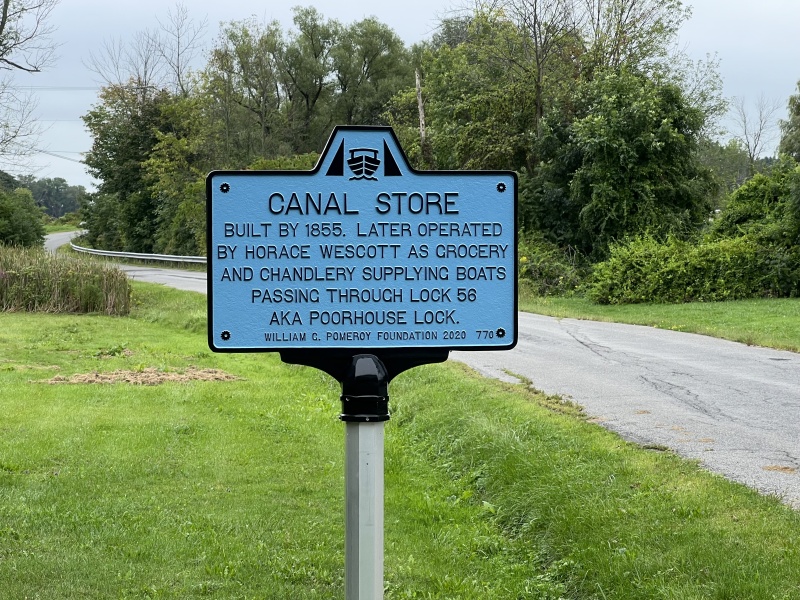 CANAL STORE
BUILT BY 1855. LATER OPERATED
BY HORACE WESCOTT AS GROCERY
AND CHANDLERY SUPPLYING BOATS
PASSING THROUGH LOCK 56
AKA POORHOUSE LOCK.
WILLIAM G. POMEROY FOUNDATION 2020 770